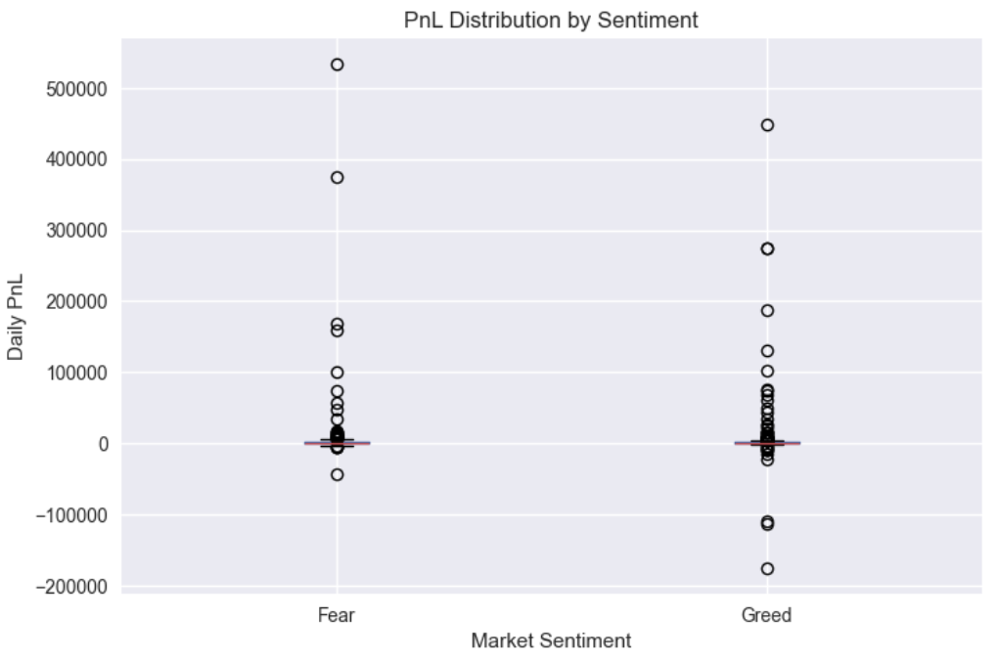 PnL Distribution by Sentiment
500000
400000
300000
200000
100000
0
−100000
−200000
Daily PnL
Fear
Greed
Market Sentiment